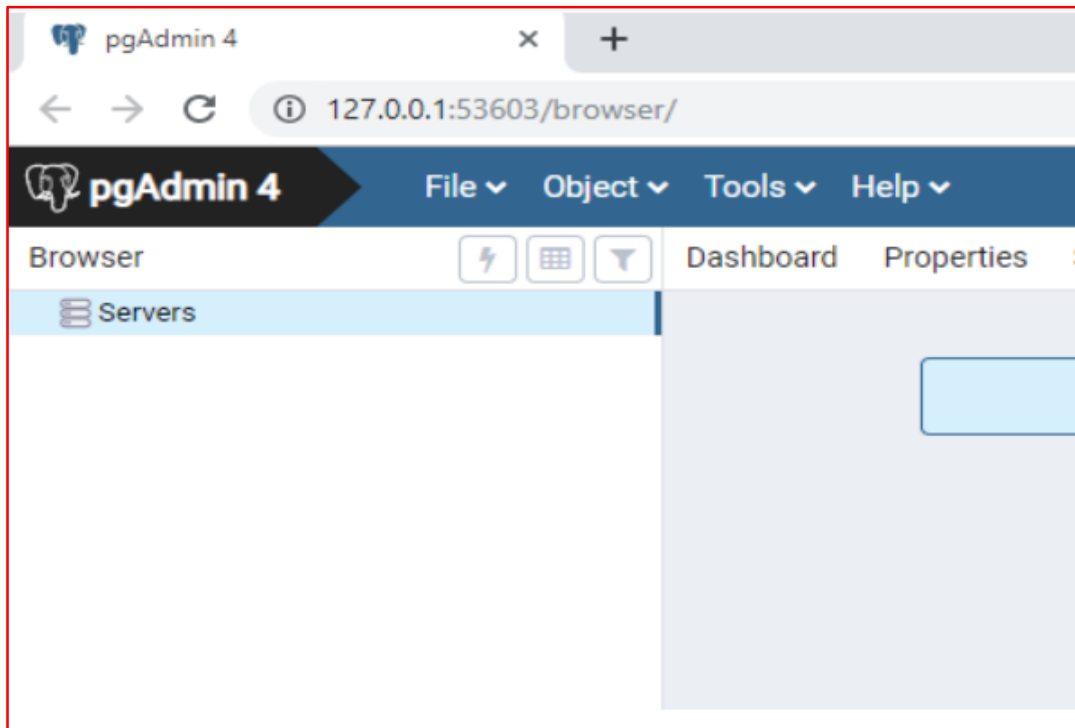 pgAdmin 4
127.0.0.1:53603/browser/
pgAdmin 4 File Object Tools Help
Browser Dashboard Properties
Servers